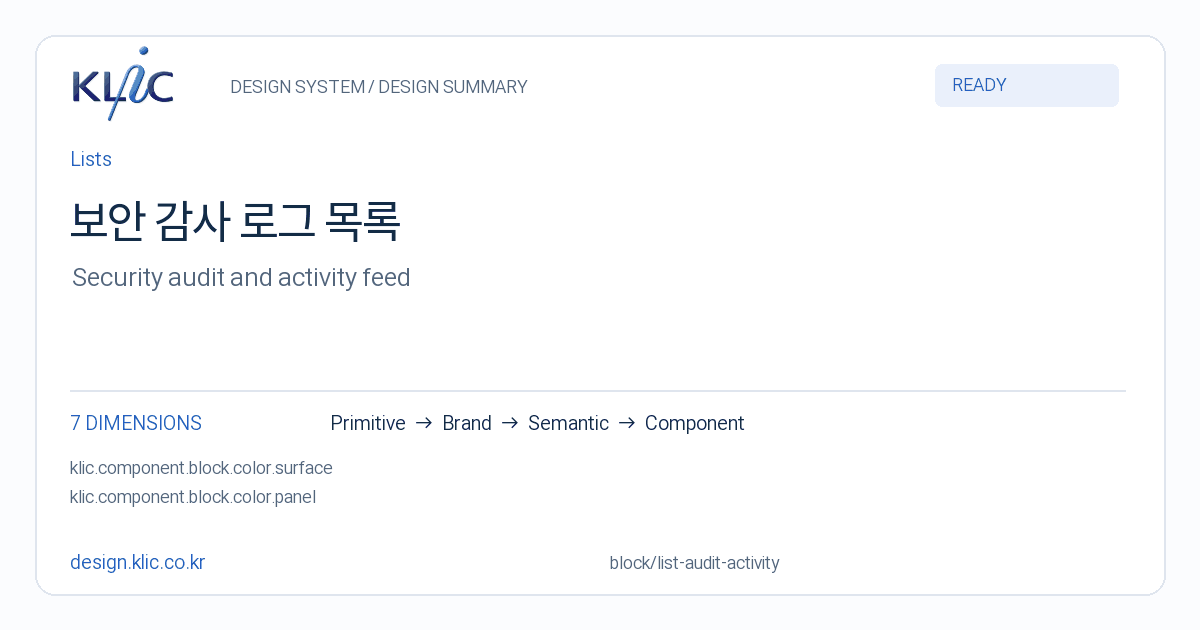 KLiC
DESIGN SYSTEM / DESIGN SUMMARY
READY
Lists
보안 감사 로그 목록
Security audit and activity feed
7 DIMENSIONS
Primitive → Brand → Semantic → Component
klic.component.block.color.surface
klic.component.block.color.panel
design.klic.co.kr
block/list-audit-activity